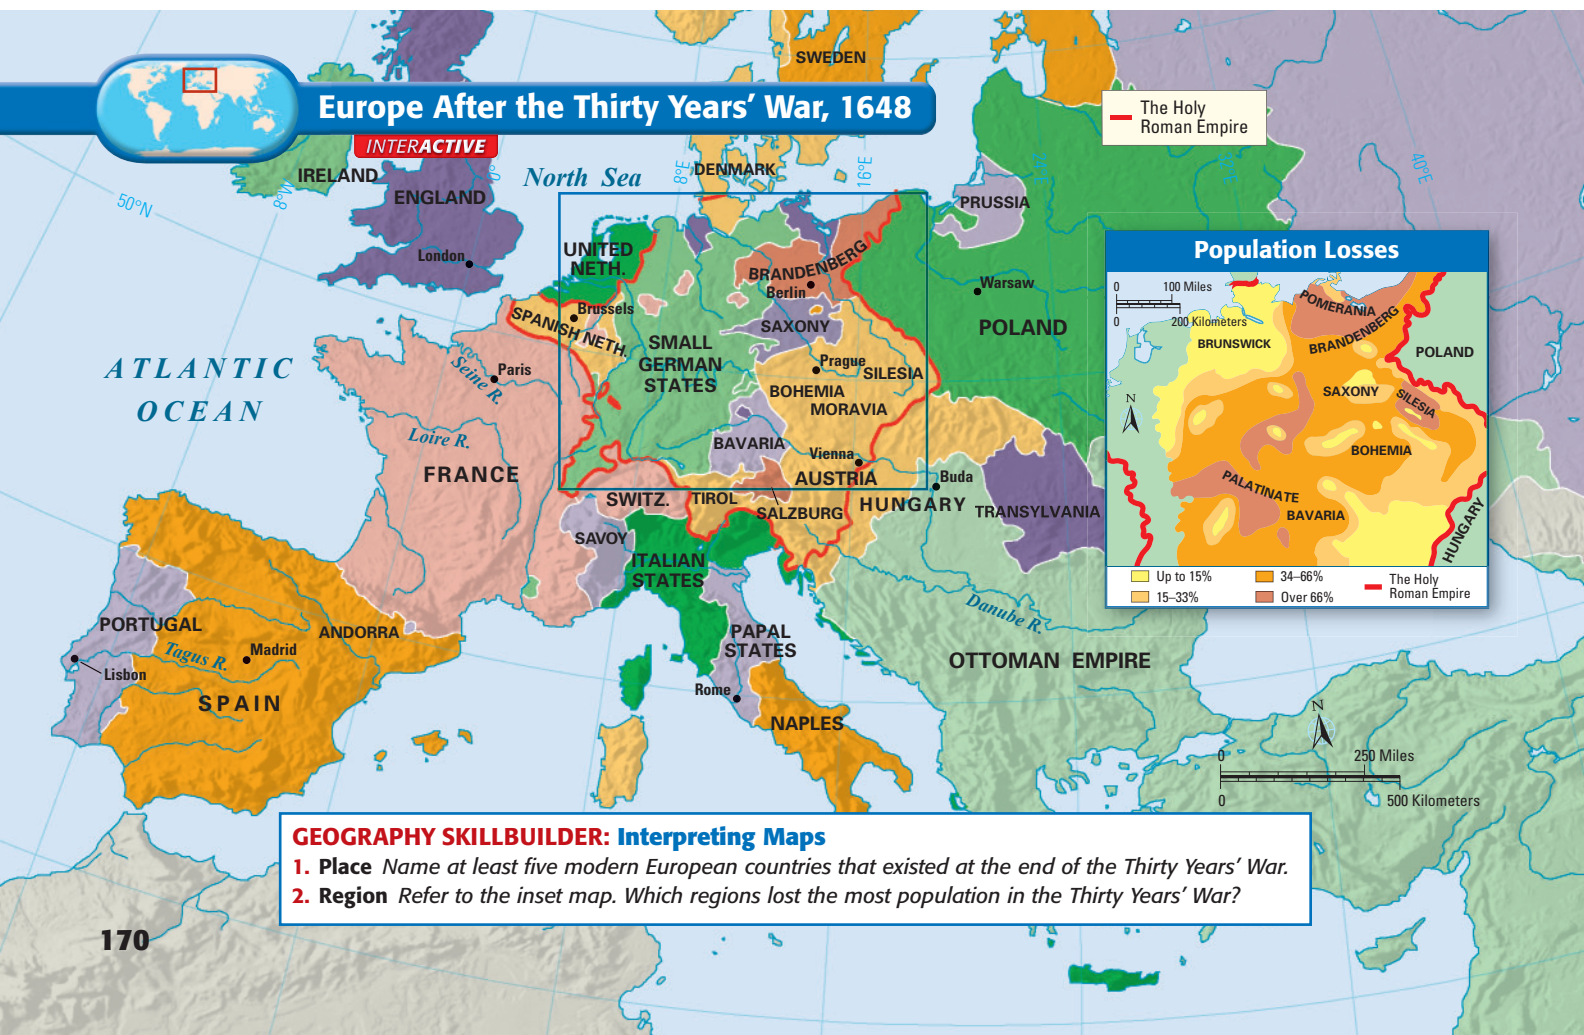 Europe After the Thirty Years' War, 1648
INTERACTIVE
The Holy
Roman Empire
SWEDEN
North Sea
DENMARK
IRELAND
ENGLAND
London
50°N
8°W
0°
8°E
16°E
40°E
PRUSSIA
UNITED
NETH.
BRANDENBERG
Berlin
Warsaw
Brussels
SPANISH NETH.
SAXONY
POLAND
SMALL
GERMAN
STATES
ATLANTIC
OCEAN
Paris
Seine R.
Prague
SILESIA
BOHEMIA
MORAVIA
Loire R.
BAVARIA
Vienna
FRANCE
AUSTRIA
Buda
SWITZ.
TIROL
HUNGARY
SALZBURG
TRANSYLVANIA
SAVOY
ITALIAN
STATES
Danube R.
PORTUGAL
ANDORRA
PAPAL
STATES
Tagus R.
Madrid
OTTOMAN EMPIRE
Lisbon
SPAIN
Rome
NAPLES
N
0 250 Miles
0 500 Kilometers
Population Losses
0 100 Miles
0 200 Kilometers
POMERANIA
BRANDENBERG
BRUNSWICK
POLAND
N
SAXONY
SILESIA
BOHEMIA
PALATINATE
BAVARIA
HUNGARY
Up to 15%
15–33%
34–66%
Over 66%
The Holy
Roman Empire
GEOGRAPHY SKILLBUILDER: Interpreting Maps
1. Place Name at least five modern European countries that existed at the end of the Thirty Years' War.
2. Region Refer to the inset map. Which regions lost the most population in the Thirty Years' War?
170